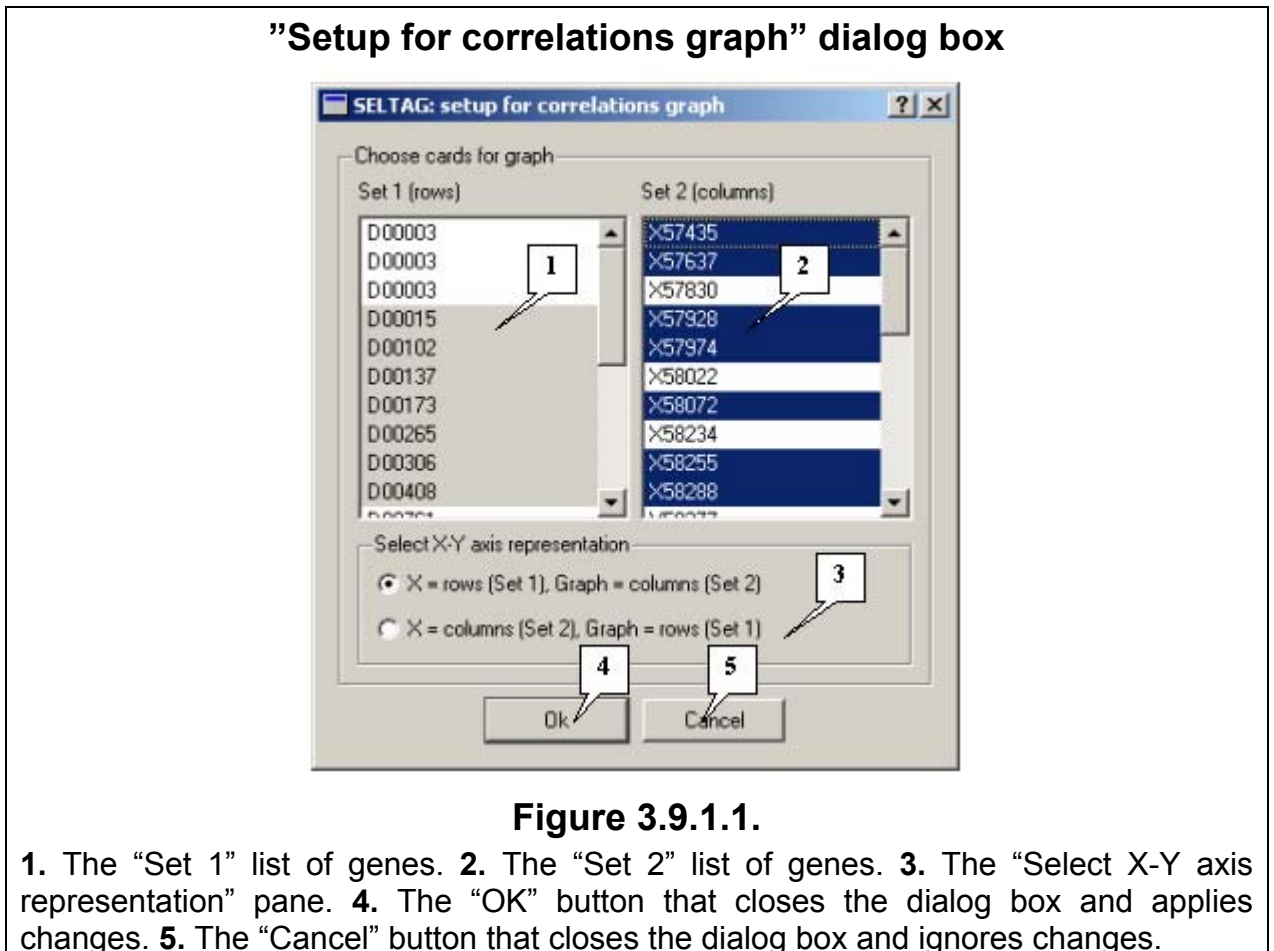 ”Setup for correlations graph” dialog box
SELTAG: setup for correlations graph
Choose cards for graph
Set 1 (rows)
Set 2 (columns)
D00003
D00003
D00003
D00015
D00102
D00137
D00173
D00265
D00306
D00408
1
X57435
X57637
X57830
X57928
X57974
X58022
X58072
X58234
X58255
X58288
2
Select X-Y axis representation
X = rows (Set 1), Graph = columns (Set 2)
X = columns (Set 2), Graph = rows (Set 1)
3
4
5
Ok
Cancel
Figure 3.9.1.1.
1. The “Set 1” list of genes. 2. The “Set 2” list of genes. 3. The “Select X-Y axis
representation” pane. 4. The “OK” button that closes the dialog box and applies
changes. 5. The “Cancel” button that closes the dialog box and ignores changes.